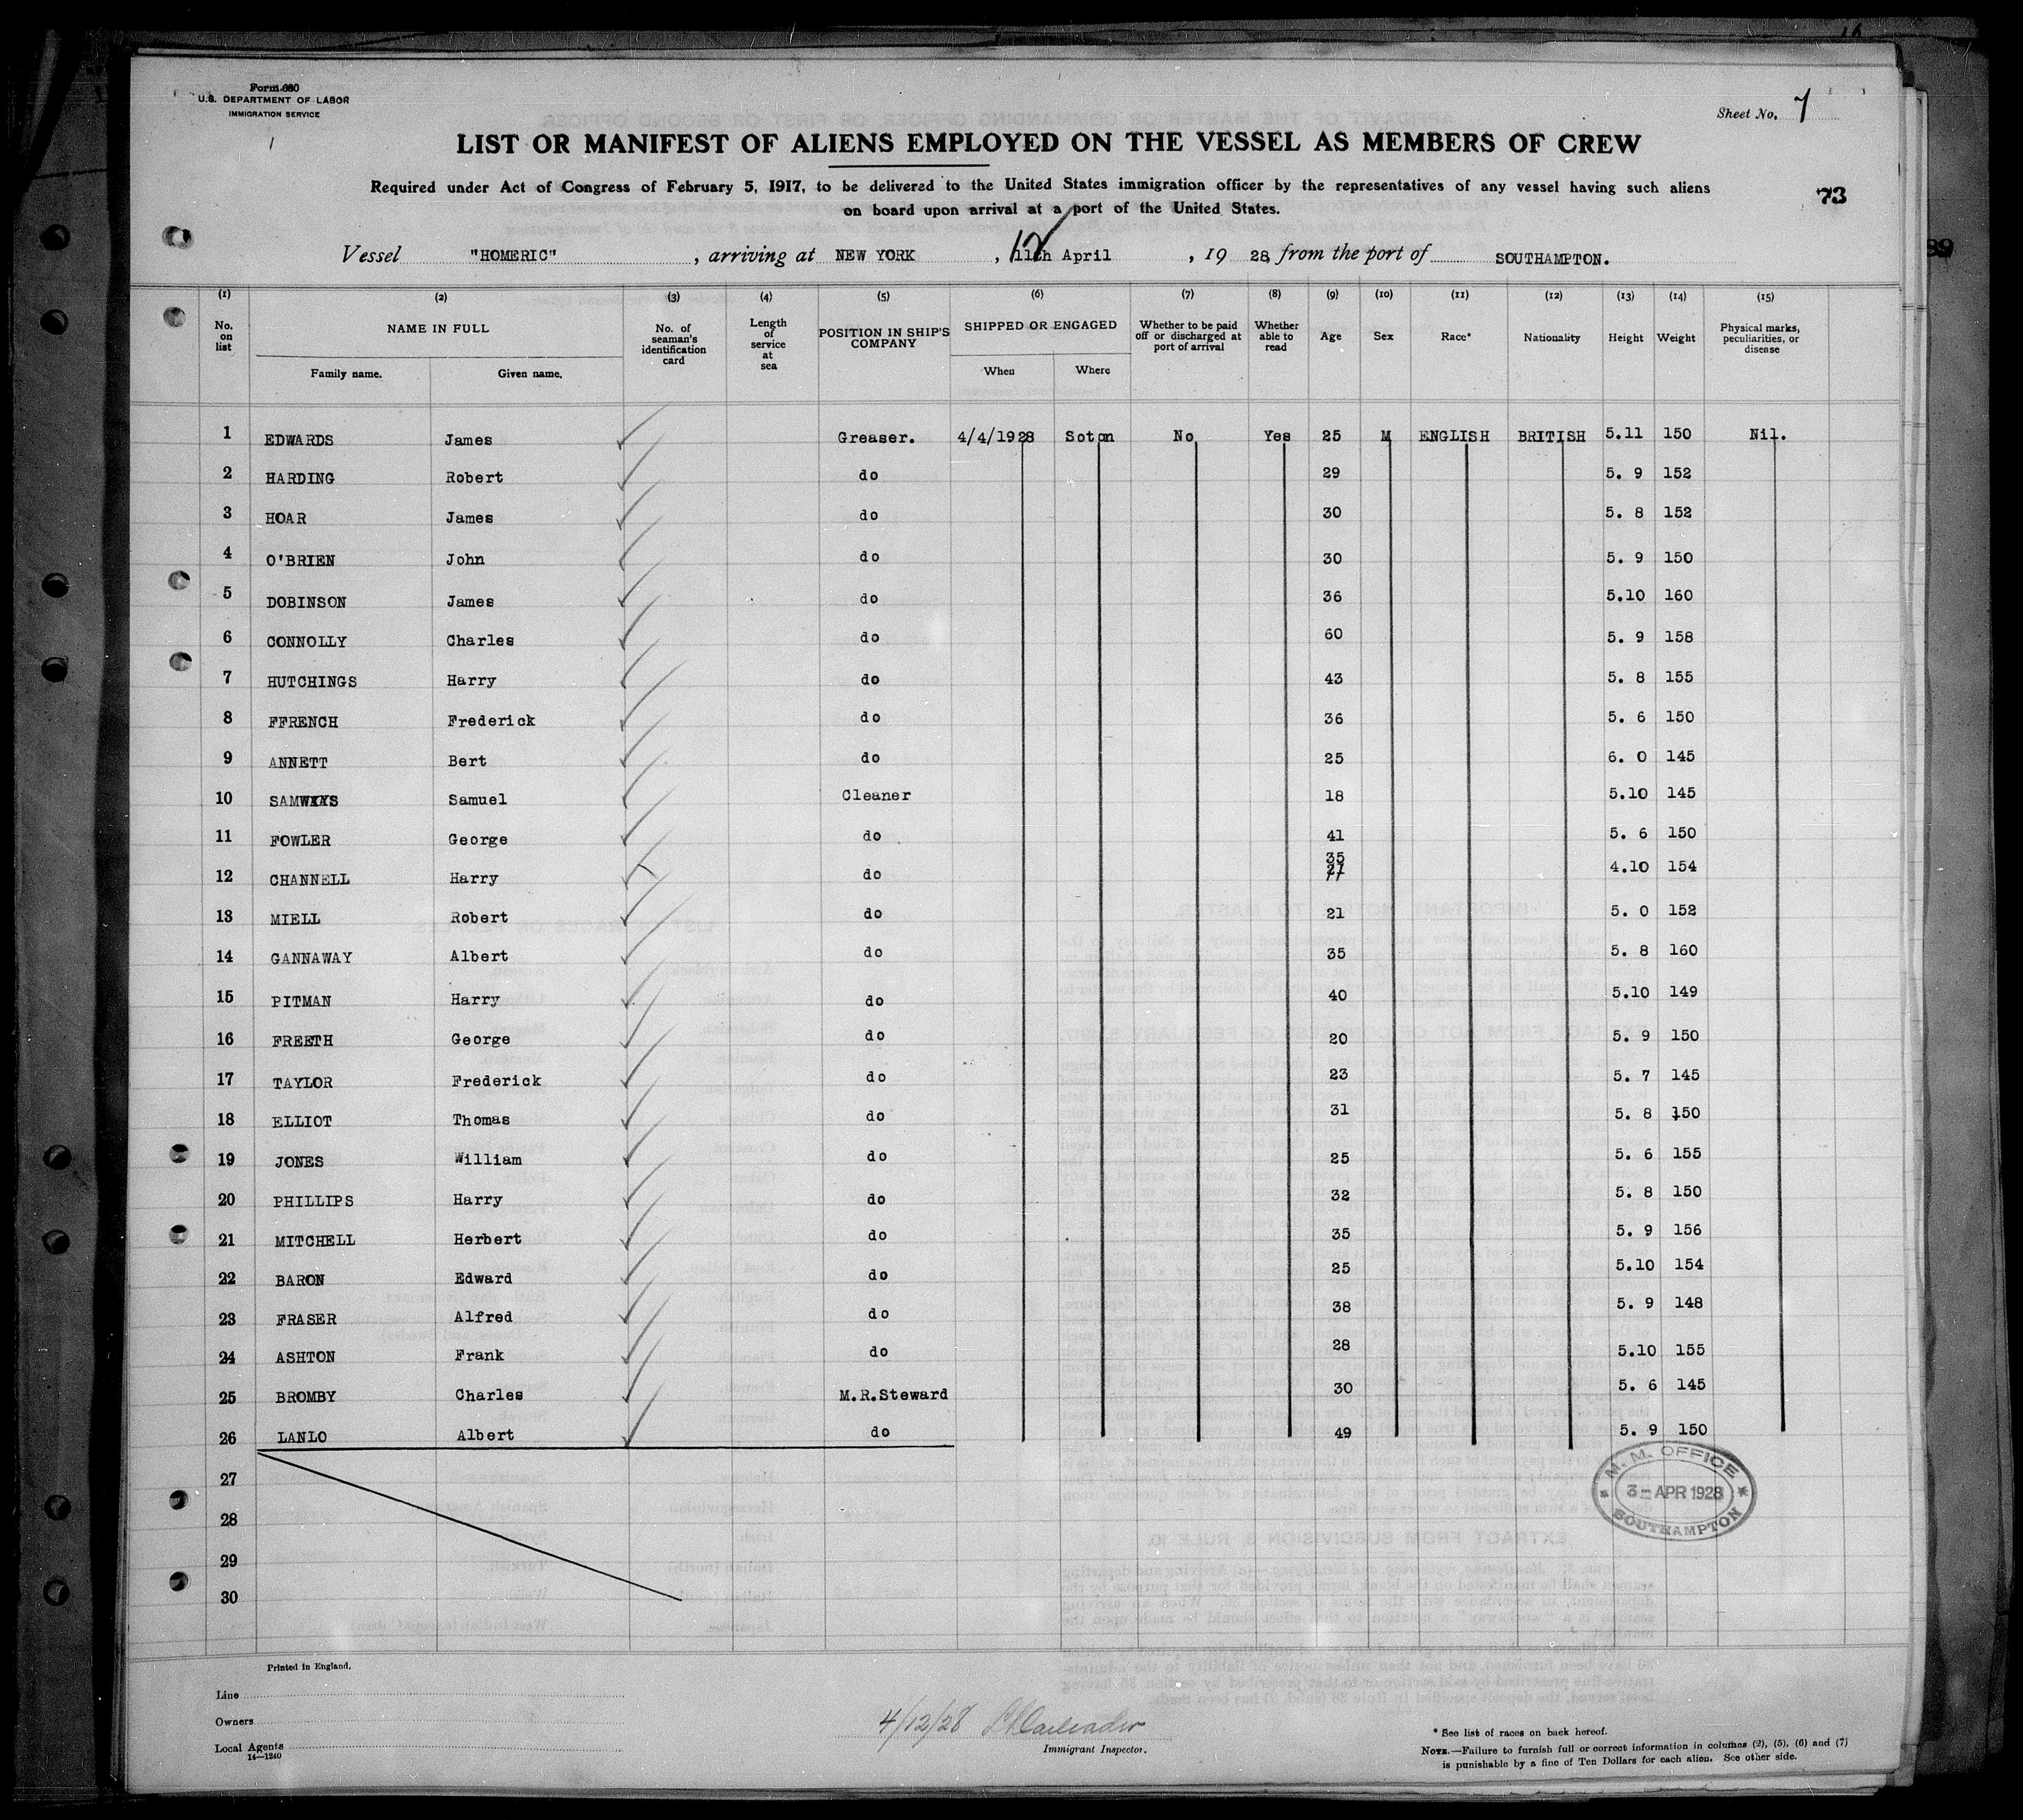 Form 680
U.S. DEPARTMENT OF LABOR
IMMIGRATION SERVICE
Sheet No. 7
LIST OR MANIFEST OF ALIENS EMPLOYED ON THE VESSEL AS MEMBERS OF CREW
Required under Act of Congress of February 5, 1917, to be delivered to the United States immigration officer by the representatives of any vessel having such aliens
on board upon arrival at a port of the United States.
73
89
Vessel "HOMERIC", arriving at NEW YORK, 12 11th April, 19 28, from the port of SOUTHAMPTON.
(1) (2) (3) (4) (5) (6) (7) (8) (9) (10) (11) (12) (13) (14) (15)
No. on list NAME IN FULL Family name. Given name. No. of seaman's identification card Length of service at sea POSITION IN SHIP'S COMPANY SHIPPED OR ENGAGED When Where Whether to be paid off or discharged at port of arrival Whether able to read Age Sex Race* Nationality Height Weight Physical marks, peculiarities, or disease
1 EDWARDS James Greaser. 4/4/1928 Soton No Yes 25 M ENGLISH BRITISH 5.11 150 Nil.
2 HARDING Robert do 29 5. 9 152
3 HOAR James do 30 5. 8 152
4 O'BRIEN John do 30 5. 9 150
5 DOBINSON James do 36 5.10 160
6 CONNOLLY Charles do 60 5. 9 158
7 HUTCHINGS Harry do 43 5. 8 155
8 FFRENCH Frederick do 36 5. 6 150
9 ANNETT Bert do 25 6. 0 145
10 Samuel Cleaner 18 5.10 145
11 FOWLER George do 41 5. 6 150
12 CHANNELL Harry do 35 4.10 154
13 MIELL Robert do 21 5. 0 152
14 GANNAWAY Albert do 35 5. 8 160
15 PITMAN Harry do 40 5.10 149
16 FREETH George do 20 5. 9 150
17 TAYLOR Frederick do 23 5. 7 145
18 ELLIOT Thomas do 31 5. 8 150
19 JONES William do 25 5. 6 155
20 PHILLIPS Harry do 32 5. 8 150
21 MITCHELL Herbert do 35 5. 9 156
22 BARON Edward do 25 5.10 154
23 FRASER Alfred do 38 5. 9 148
24 ASHTON Frank do 28 5.10 155
25 BROMBY Charles M.R.Steward 30 5. 6 145
26 LANLO Albert do 49 5. 9 150
27
28
29
30
M. M. OFFICE
3- APR 1928
SOUTHAMPTON
Printed in England.
Line
Owners
Local Agents
14—1240
4/12/28
Immigrant Inspector.
* See list of races on back hereof.
NOTE.—Failure to furnish full or correct information in columns (2), (5), (6) and (7)
is punishable by a fine of Ten Dollars for each alien. See other side.